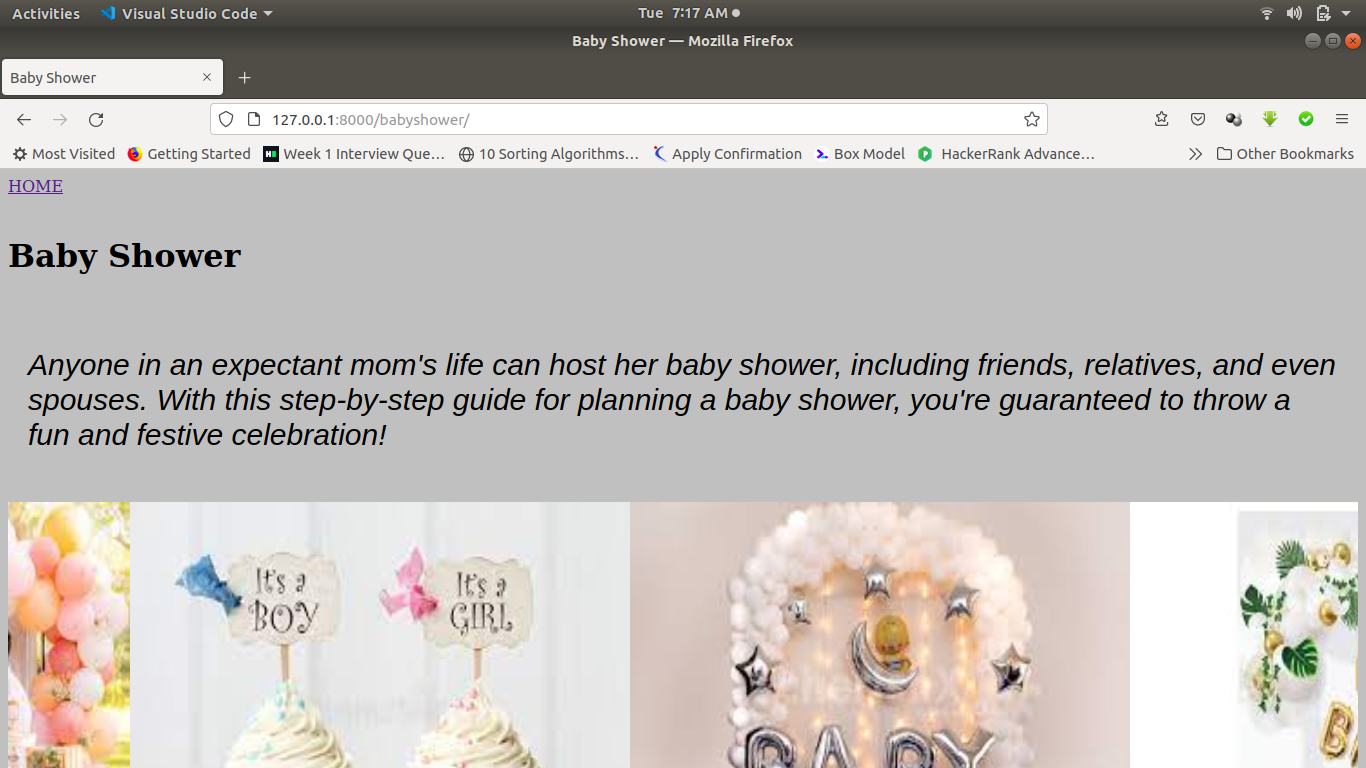 Activities Visual Studio Code Tue 7:17 AM
Baby Shower — Mozilla Firefox
Baby Shower
127.0.0.1:8000/babyshower/
Most Visited Getting Started Week 1 Interview Que… 10 Sorting Algorithms… Apply Confirmation Box Model HackerRank Advance… Other Bookmarks
HOME
Baby Shower
Anyone in an expectant mom's life can host her baby shower, including friends, relatives, and even
spouses. With this step-by-step guide for planning a baby shower, you're guaranteed to throw a
fun and festive celebration!
It's a
BOY
It's a
GIRL
BABY